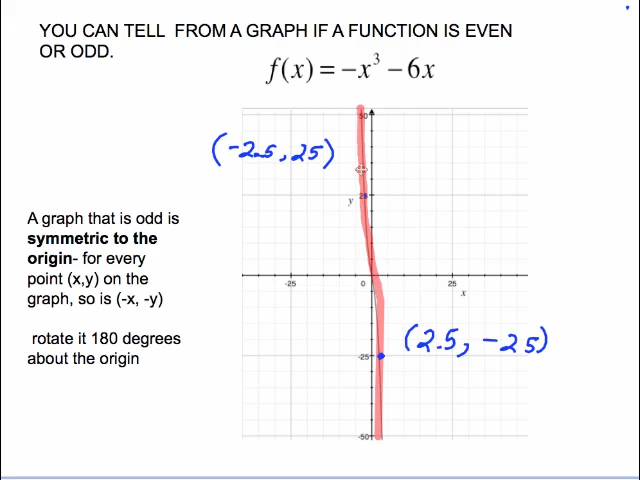 YOU CAN TELL FROM A GRAPH IF A FUNCTION IS EVEN
OR ODD.
f(x) = −x³ − 6x
50
(-2.5, 25)
25
y
A graph that is odd is
symmetric to the
origin- for every
point (x,y) on the
graph, so is (-x, -y)
-25
0
25
x
rotate it 180 degrees
about the origin
(2.5, -25)
-25
-50